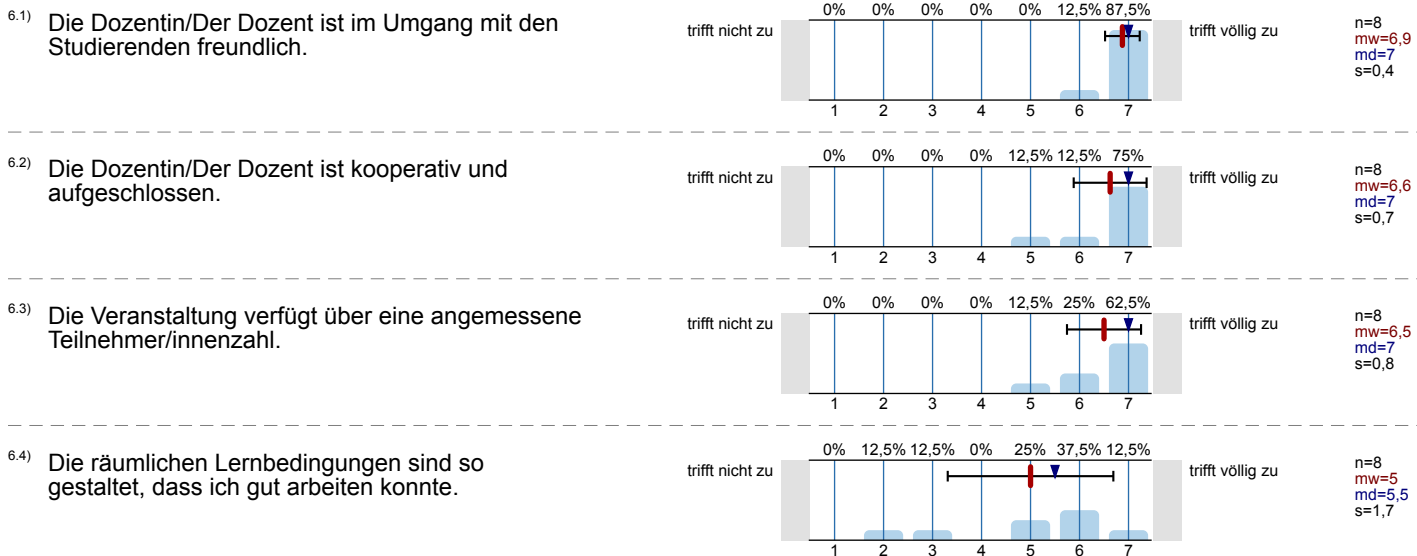 6.1) Die Dozentin/Der Dozent ist im Umgang mit den
Studierenden freundlich.
trifft nicht zu
0% 0% 0% 0% 0% 12,5% 87,5%
1 2 3 4 5 6 7
trifft völlig zu
n=8
mw=6,9
md=7
s=0,4
6.2) Die Dozentin/Der Dozent ist kooperativ und
aufgeschlossen.
trifft nicht zu
0% 0% 0% 0% 12,5% 12,5% 75%
1 2 3 4 5 6 7
trifft völlig zu
n=8
mw=6,6
md=7
s=0,7
6.3) Die Veranstaltung verfügt über eine angemessene
Teilnehmer/innenzahl.
trifft nicht zu
0% 0% 0% 0% 12,5% 25% 62,5%
1 2 3 4 5 6 7
trifft völlig zu
n=8
mw=6,5
md=7
s=0,8
6.4) Die räumlichen Lernbedingungen sind so
gestaltet, dass ich gut arbeiten konnte.
trifft nicht zu
0% 12,5% 12,5% 0% 25% 37,5% 12,5%
1 2 3 4 5 6 7
trifft völlig zu
n=8
mw=5
md=5,5
s=1,7